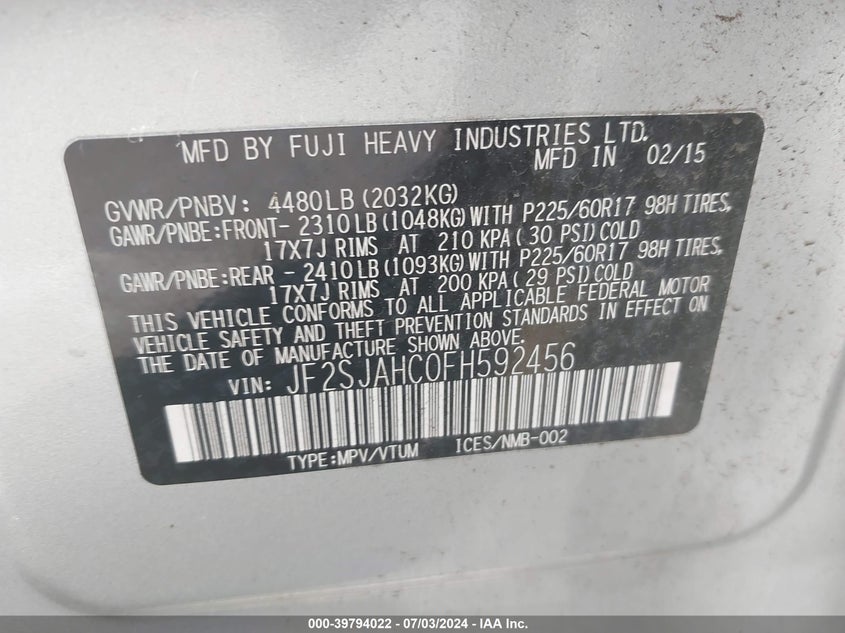 MFD BY FUJI HEAVY INDUSTRIES LTD.
MFD IN 02/15
GVWR/PNBV: 4480LB (2032KG)
GAWR/PNBE:FRONT- 2310LB (1048KG) WITH P225/60R17 98H TIRES,
17X7J RIMS AT 210 KPA ( 30 PSI) COLD
GAWR/PNBE:REAR - 2410LB (1093KG) WITH P225/60R17 98H TIRES,
17X7J RIMS AT 200 KPA ( 29 PSI) COLD
THIS VEHICLE CONFORMS TO ALL APPLICABLE FEDERAL MOTOR
VEHICLE SAFETY AND THEFT PREVENTION STANDARDS IN EFFECT ON
THE DATE OF MANUFACTURE SHOWN ABOVE.
VIN: JF2SJAHC0FH592456
TYPE:MPV/VTUM ICES/NMB-002
000-39794022 - 07/03/2024 - IAA Inc.